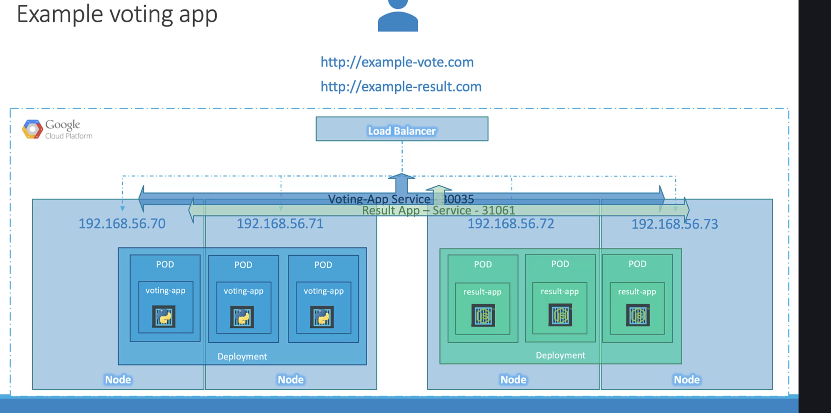 Example voting app
http://example-vote.com
http://example-result.com
Google
Cloud Platform
Load Balancer
Voting-App Service - 30035
Result App – Service - 31061
192.168.56.70
192.168.56.71
192.168.56.72
192.168.56.73
POD
POD
POD
POD
POD
POD
voting-app
voting-app
voting-app
result-app
result-app
result-app
Deployment
Deployment
Node
Node
Node
Node